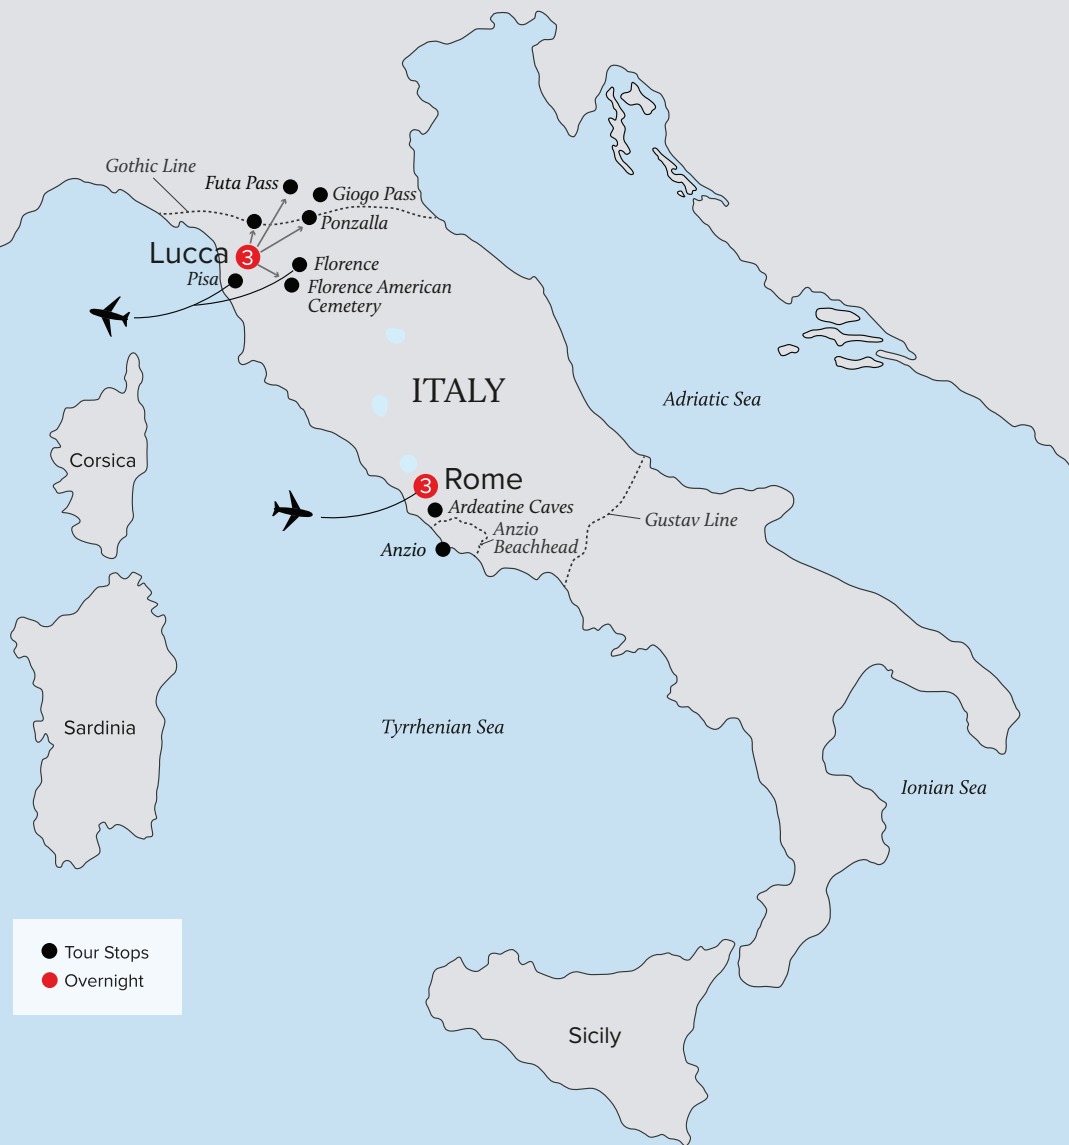 Gothic Line
Futa Pass
Giogo Pass
Ponzalla
Lucca
3
Pisa
Florence
Florence American
Cemetery
ITALY
Adriatic Sea
Corsica
3
Rome
Ardeatine Caves
Anzio
Beachhead
Gustav Line
Anzio
Sardinia
Tyrrhenian Sea
Ionian Sea
Tour Stops
Overnight
Sicily